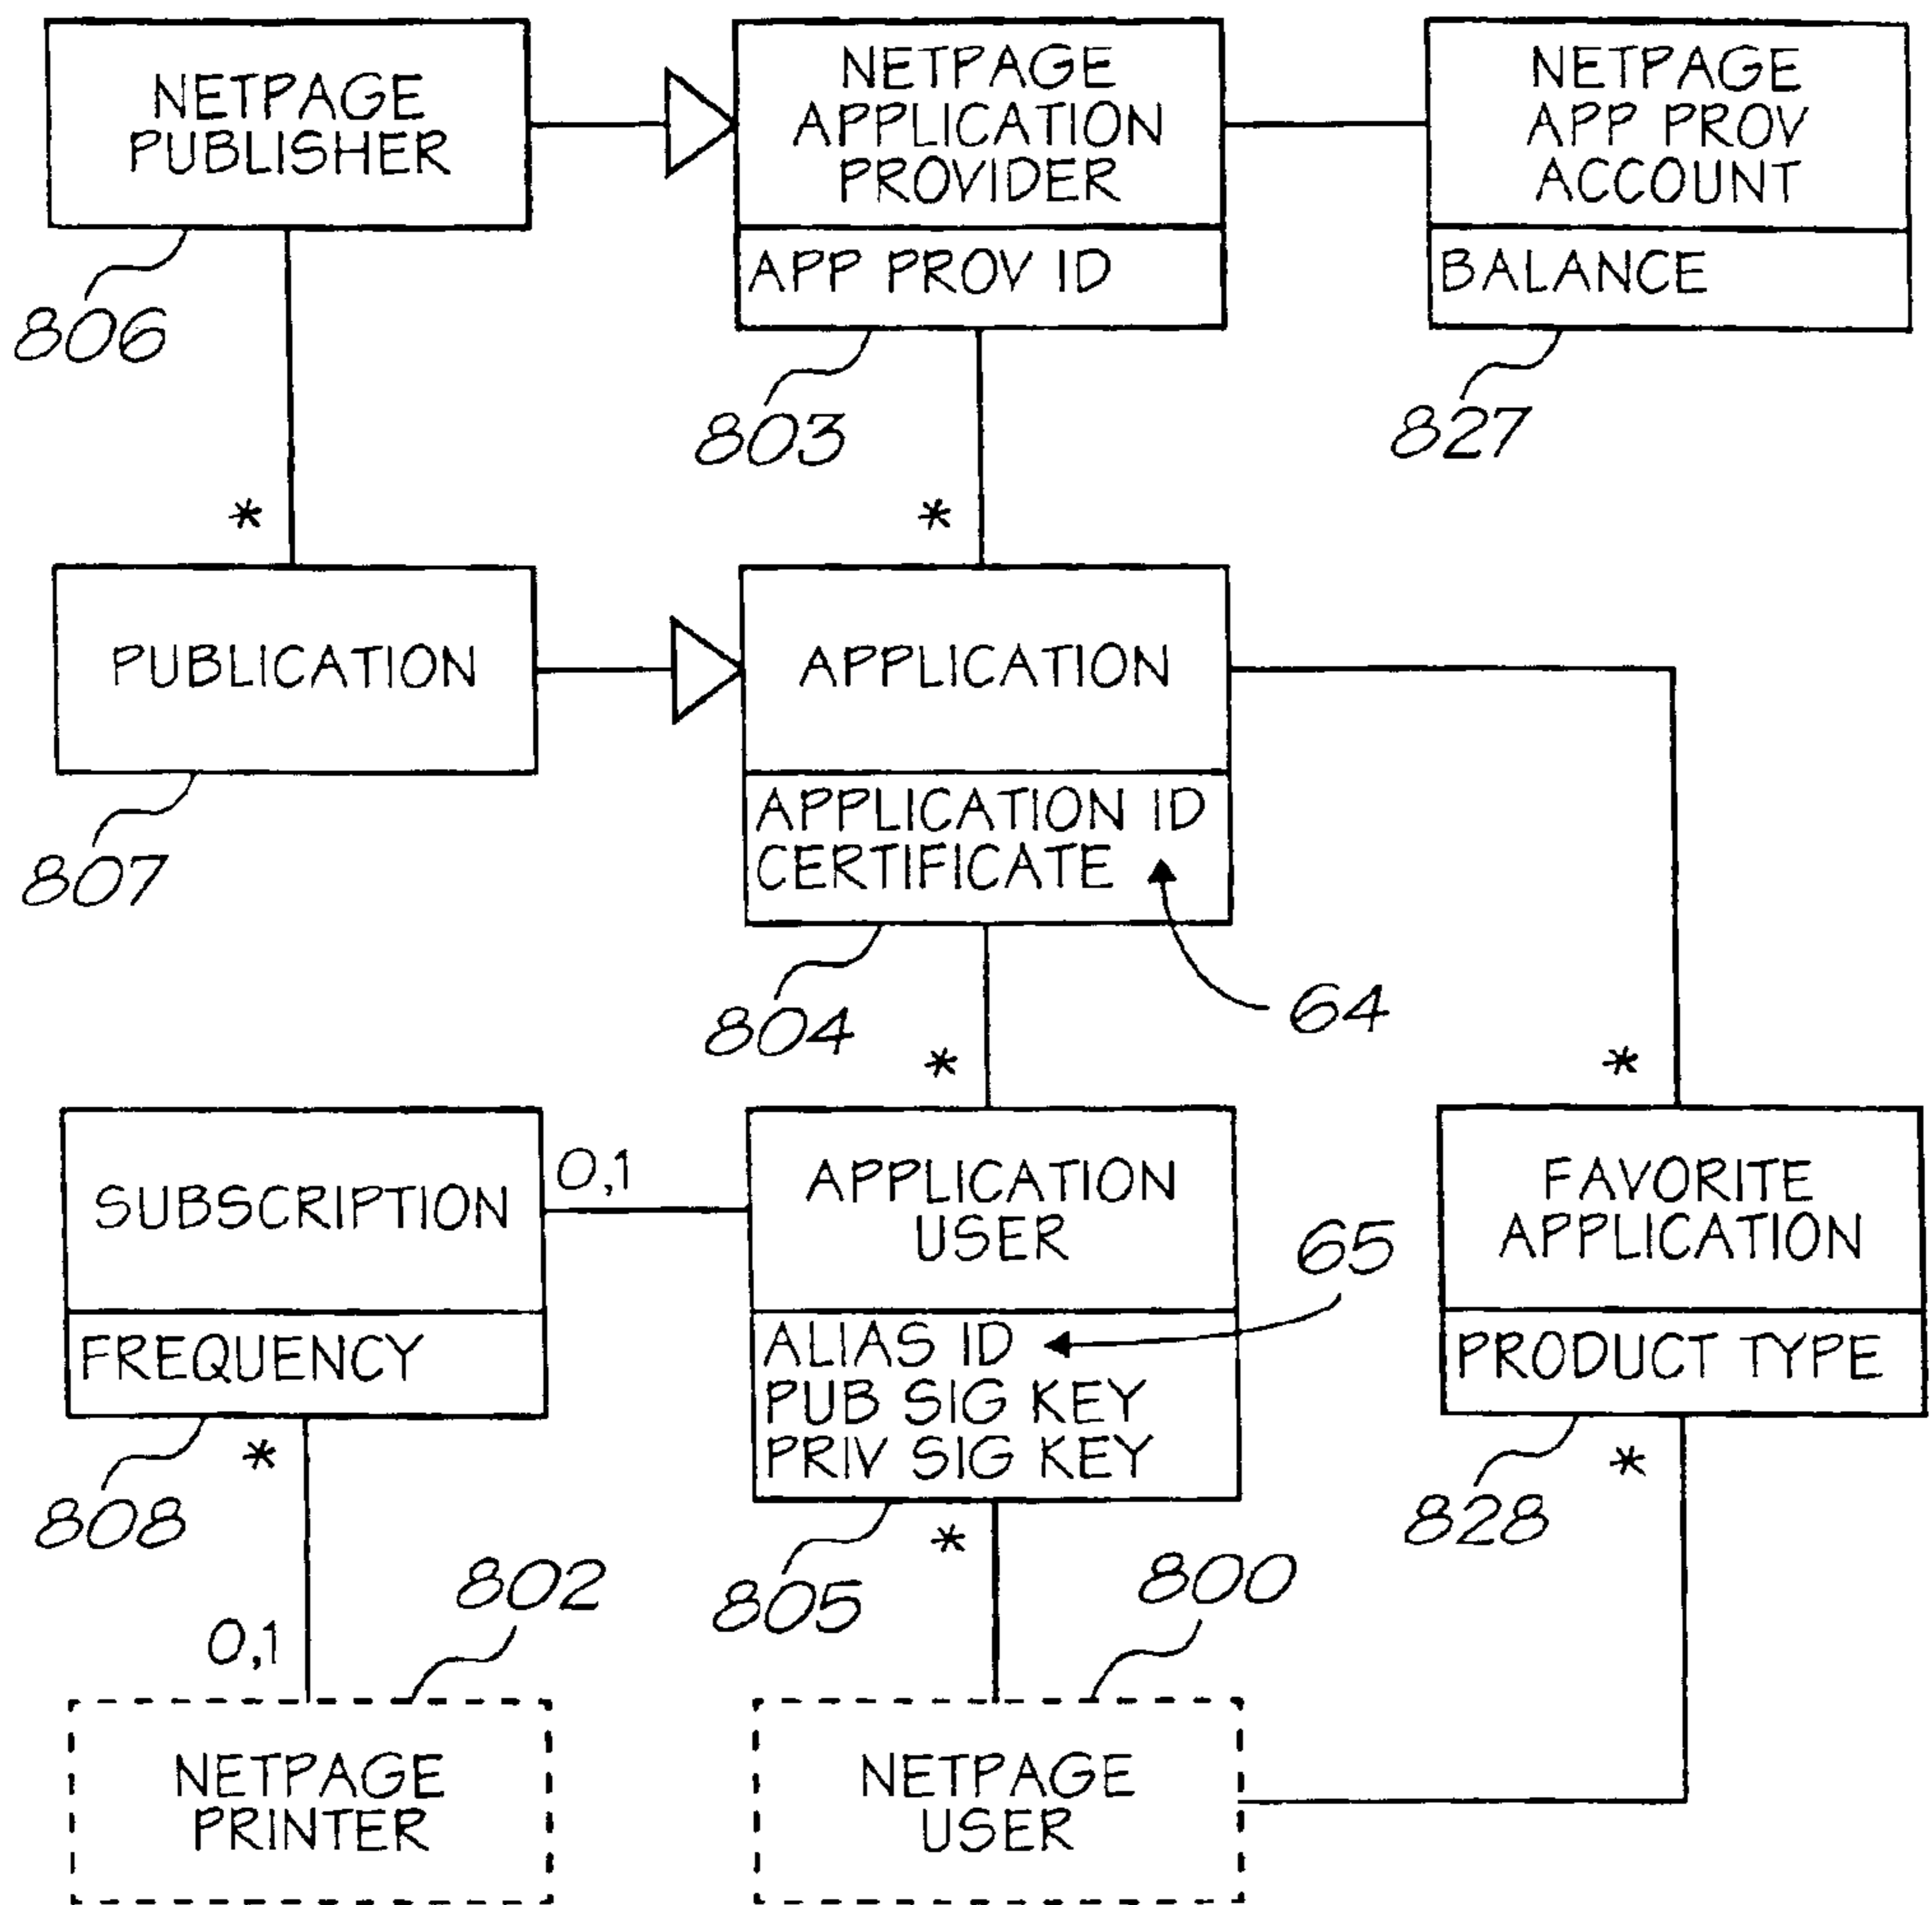 NETPAGE
PUBLISHER
806
NETPAGE
APPLICATION
PROVIDER
APP PROV ID
803
NETPAGE
APP PROV
ACCOUNT
BALANCE
827
*
*
PUBLICATION
807
APPLICATION
APPLICATION ID
CERTIFICATE
64
804
*
*
SUBSCRIPTION
FREQUENCY
808
0,1
APPLICATION
USER
ALIAS ID
PUB SIG KEY
PRIV SIG KEY
65
805
FAVORITE
APPLICATION
PRODUCT TYPE
828
*
*
*
0,1
802
800
NETPAGE
PRINTER
NETPAGE
USER